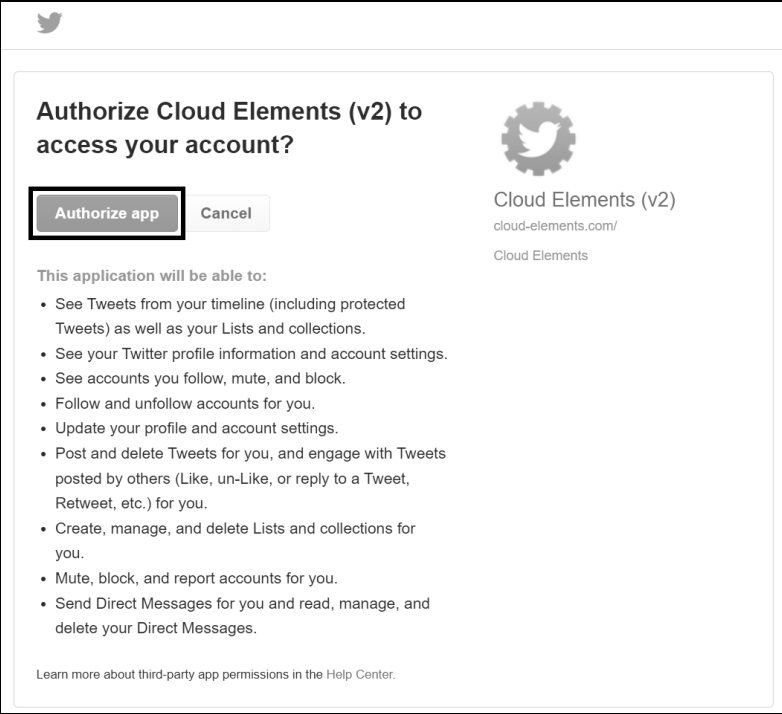 Authorize Cloud Elements (v2) to
access your account?
Authorize app
Cancel
This application will be able to:
• See Tweets from your timeline (including protected
Tweets) as well as your Lists and collections.
• See your Twitter profile information and account settings.
• See accounts you follow, mute, and block.
• Follow and unfollow accounts for you.
• Update your profile and account settings.
• Post and delete Tweets for you, and engage with Tweets
posted by others (Like, un-Like, or reply to a Tweet,
Retweet, etc.) for you.
• Create, manage, and delete Lists and collections for
you.
• Mute, block, and report accounts for you.
• Send Direct Messages for you and read, manage, and
delete your Direct Messages.
Learn more about third-party app permissions in the Help Center.
Cloud Elements (v2)
cloud-elements.com/
Cloud Elements